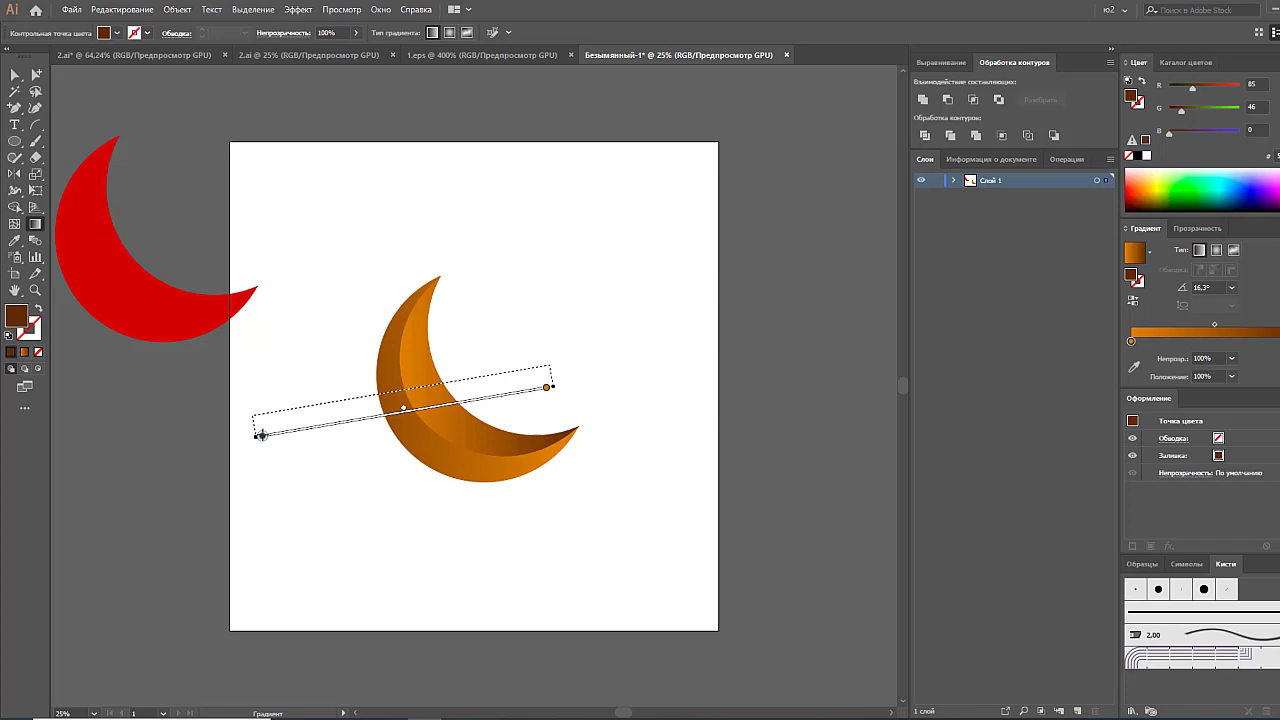 Ai Файл Редактирование Объект Текст Выделение Эффект Просмотр Окно Справка ю2 Поиск в Adobe Stock
Контрольная точка цвета Обводка: Непрозрачность: 100% Тип градиента:
2.ai* @ 64,24% (RGB/Предпросмотр GPU) × 2.ai @ 25% (RGB/Предпросмотр GPU) × 1.eps @ 400% (RGB/Предпросмотр GPU) × Безымянный-1* @ 25% (RGB/Предпросмотр GPU) ×
Выравнивание Обработка контуров
Взаимодействие составляющих:
Разобрать
Обработка контуров:
Слои Информация о документе Операции
Слой 1
Цвет Каталог цветов
R 85
G 46
B 0
#
Градиент Прозрачность
Тип:
Обводка:
16,3°
Непрозр.: 100%
Положение: 100%
Оформление
Точка цвета
Обводка:
Заливка:
Непрозрачность: По умолчанию
fx
Образцы Символы Кисти
2.00
25% 1 Градиент
1 слой